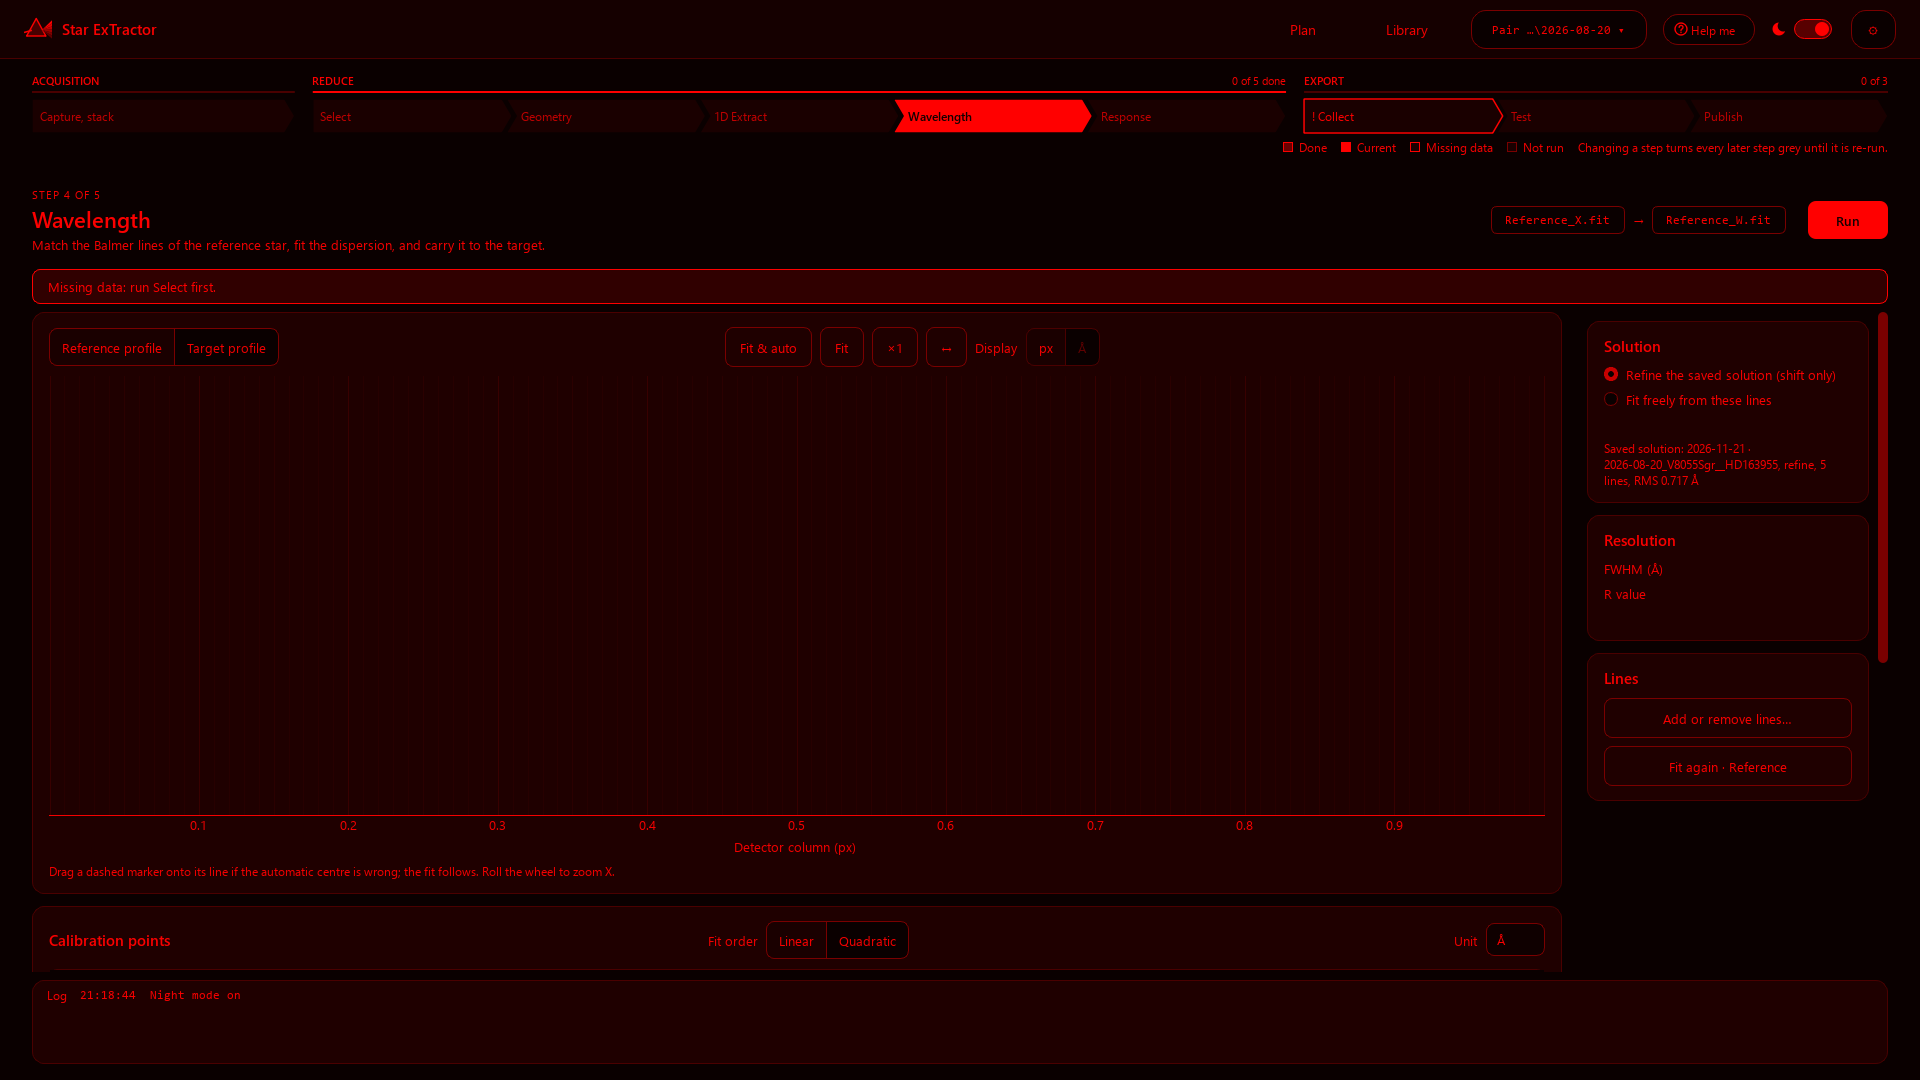 Star ExTractor
Plan
Library
Pair …\2026-08-20 ▾
Help me
ACQUISITION
REDUCE
0 of 5 done
EXPORT
0 of 3
Capture, stack
Select
Geometry
1D Extract
Wavelength
Response
! Collect
Test
Publish
Done
Current
Missing data
Not run
Changing a step turns every later step grey until it is re-run.
STEP 4 OF 5
Wavelength
Match the Balmer lines of the reference star, fit the dispersion, and carry it to the target.
Reference_X.fit → Reference_W.fit
Run
Missing data: run Select first.
Reference profile
Target profile
Fit & auto
Fit
×1
↔
Display
px
Å
0.1 0.2 0.3 0.4 0.5 0.6 0.7 0.8 0.9
Detector column (px)
Drag a dashed marker onto its line if the automatic centre is wrong; the fit follows. Roll the wheel to zoom X.
Solution
Refine the saved solution (shift only)
Fit freely from these lines
Saved solution: 2026-11-21 ·
2026-08-20_V8055Sgr__HD163955, refine, 5
lines, RMS 0.717 Å
Resolution
FWHM (Å)
R value
Lines
Add or remove lines…
Fit again · Reference
Calibration points
Fit order
Linear
Quadratic
Unit
Å
Log
21:18:44 Night mode on